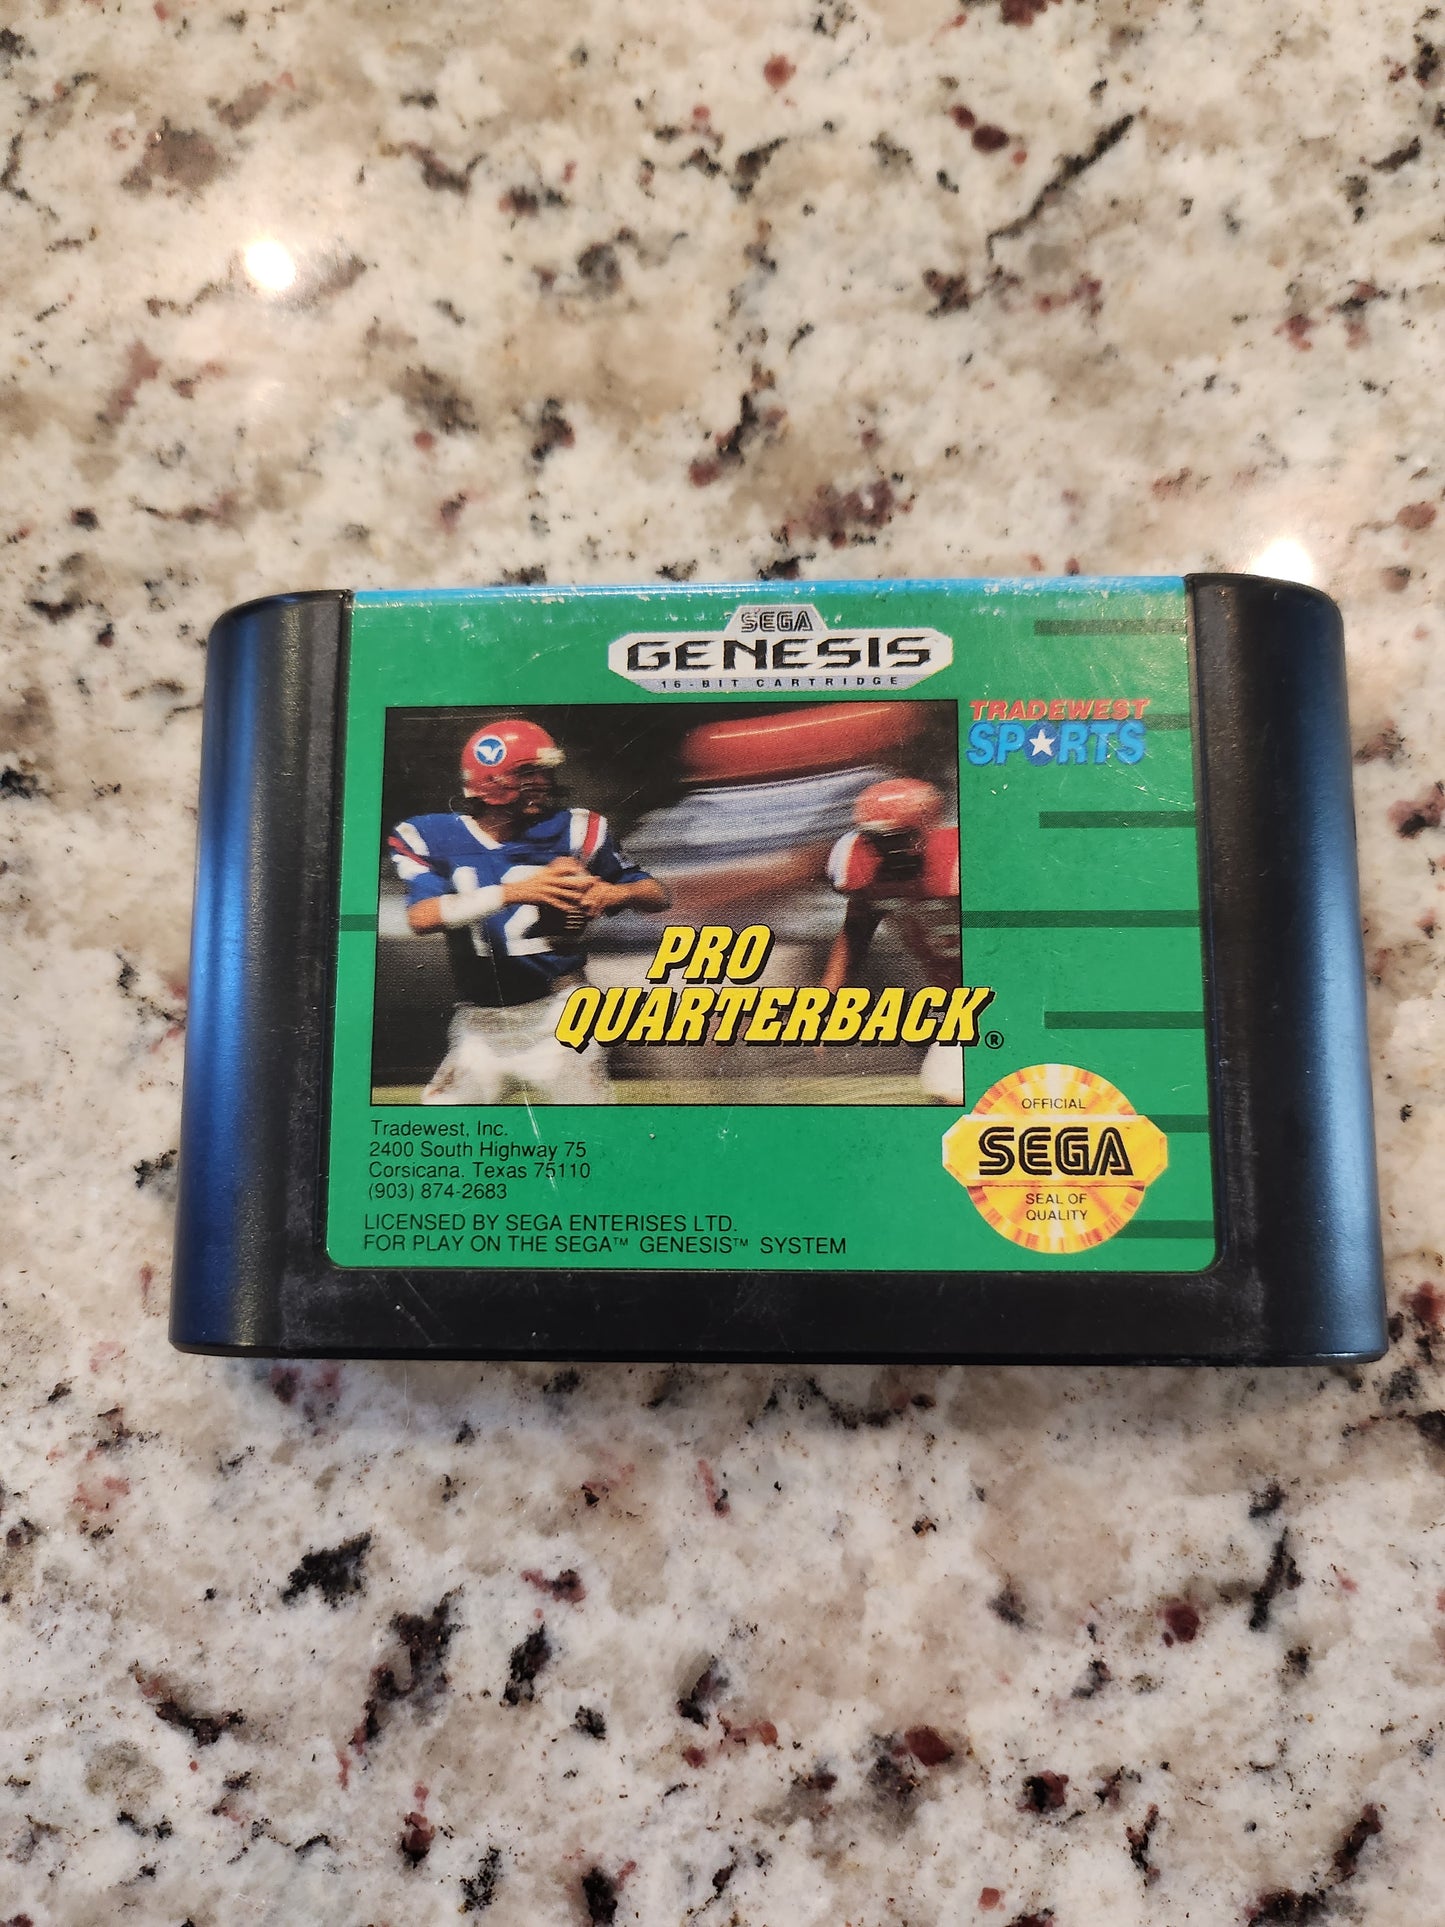 SEGA
GENESIS
16-BIT CARTRIDGE
TRADEWEST
SPORTS
12
PRO
QUARTERBACK®
Tradewest, Inc.
2400 South Highway 75
Corsicana, Texas 75110
(903) 874-2683
LICENSED BY SEGA ENTERISES LTD.
FOR PLAY ON THE SEGA™ GENESIS™ SYSTEM
OFFICIAL
SEGA
SEAL OF
QUALITY